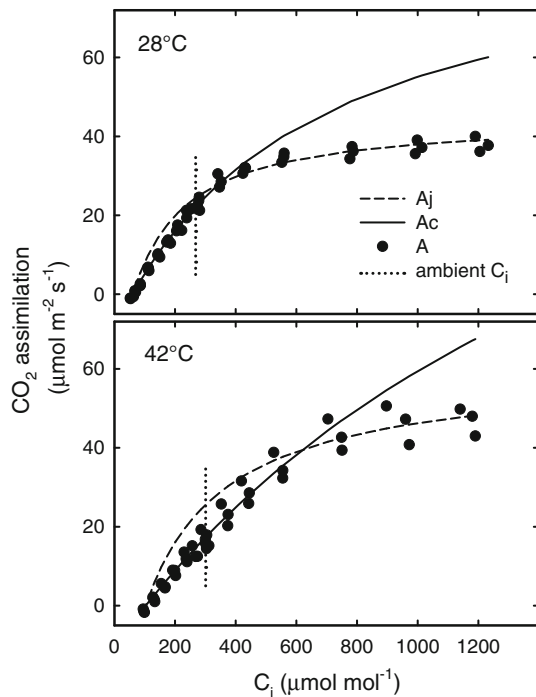 28°C
60
40
20
0
Aj
Ac
A
ambient Cᵢ
CO₂ assimilation
(μmol m⁻² s⁻¹)
42°C
60
40
20
0
0 200 400 600 800 1000 1200
Cᵢ (μmol mol⁻¹)